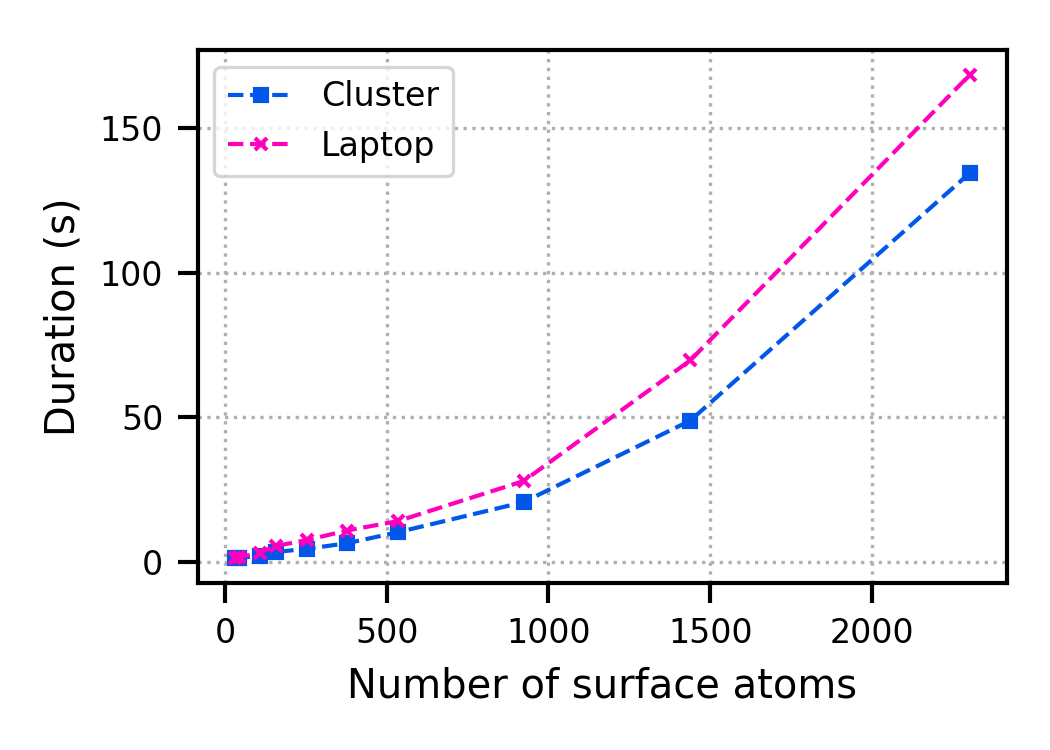 Cluster
Laptop
Duration (s)
150
100
50
0
0 500 1000 1500 2000
Number of surface atoms